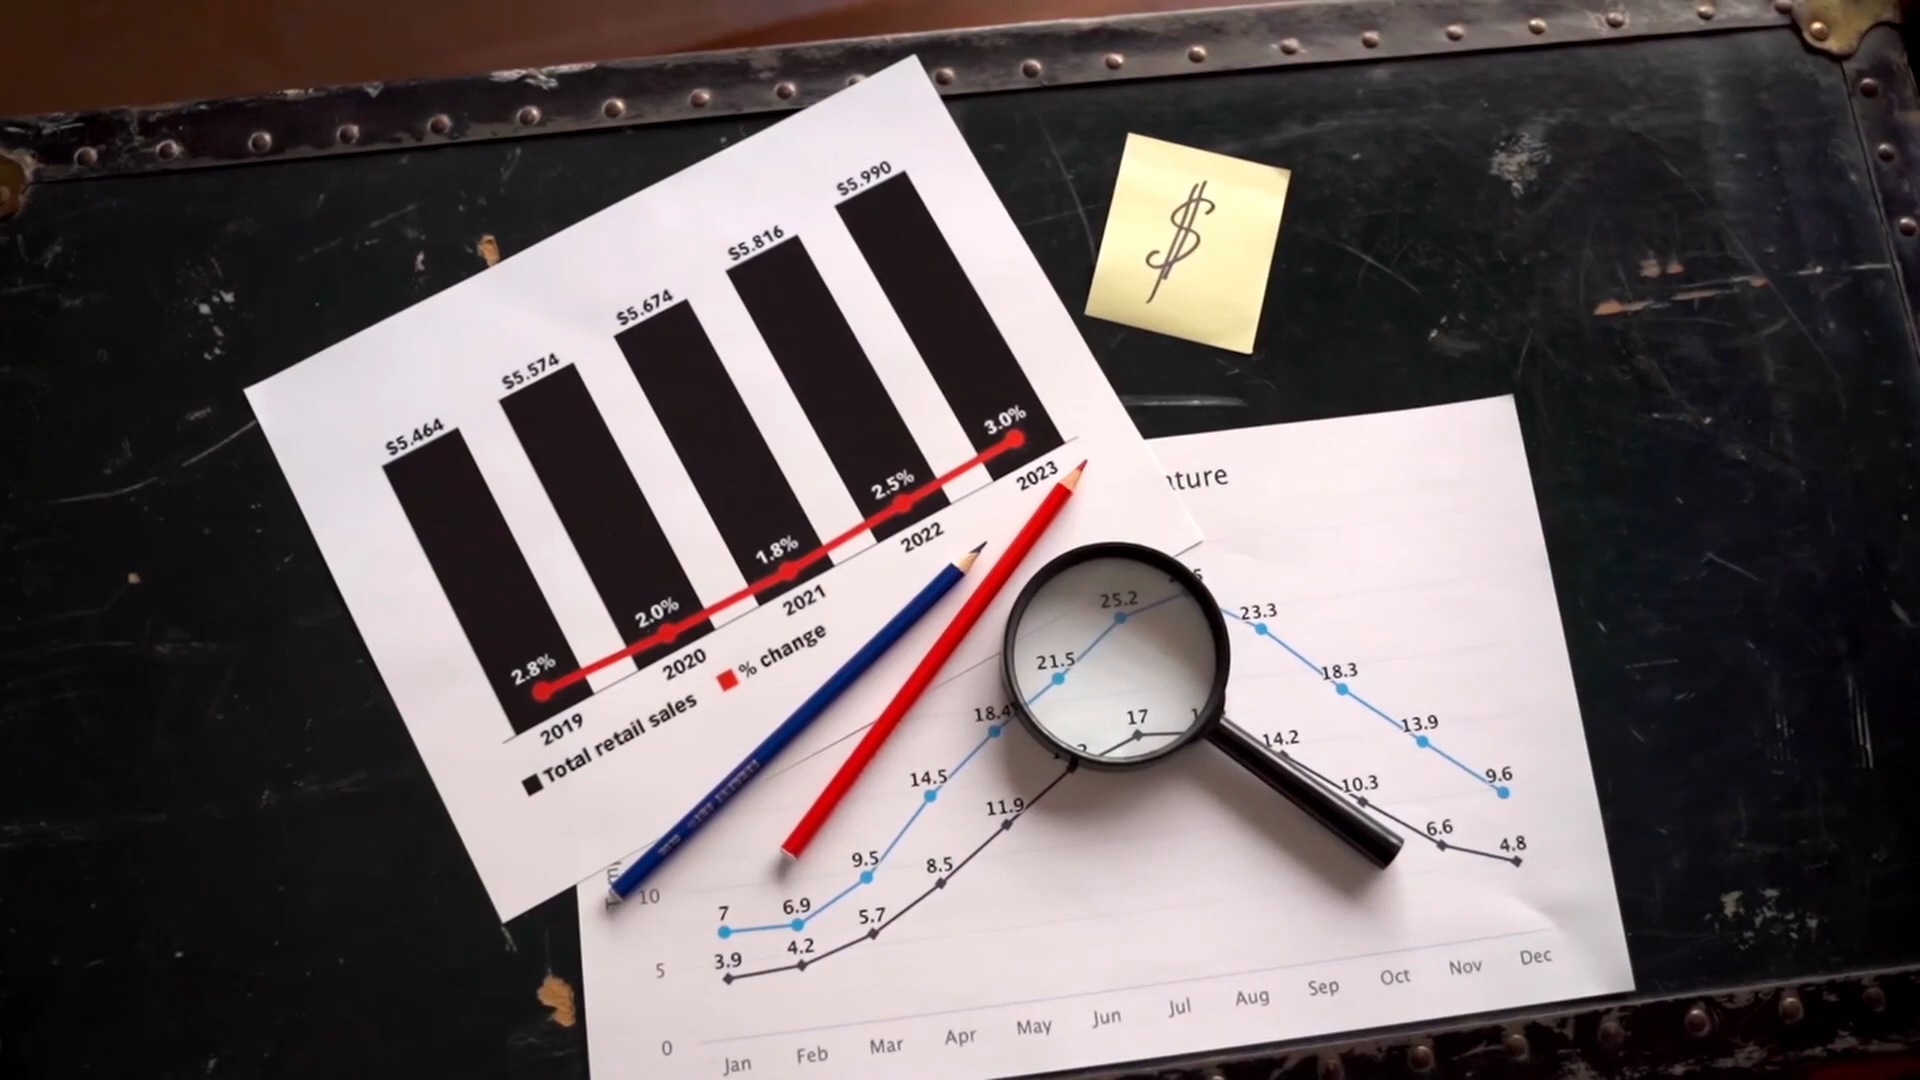 $5.464 $5.574 $5.674 $5.816 $5.990
2.8% 2.0% 1.8% 2.5% 3.0%
2019 2020 2021 2022 2023
Total retail sales % change
$
25.2 23.3
21.5 18.3
18.4 17 14.2 13.9
14.5 10.3 9.6
11.9 6.6 4.8
9.5 8.5
10
7 6.9 5.7
3.9 4.2
5
0
Jan Feb Mar Apr May Jun Jul Aug Sep Oct Nov Dec